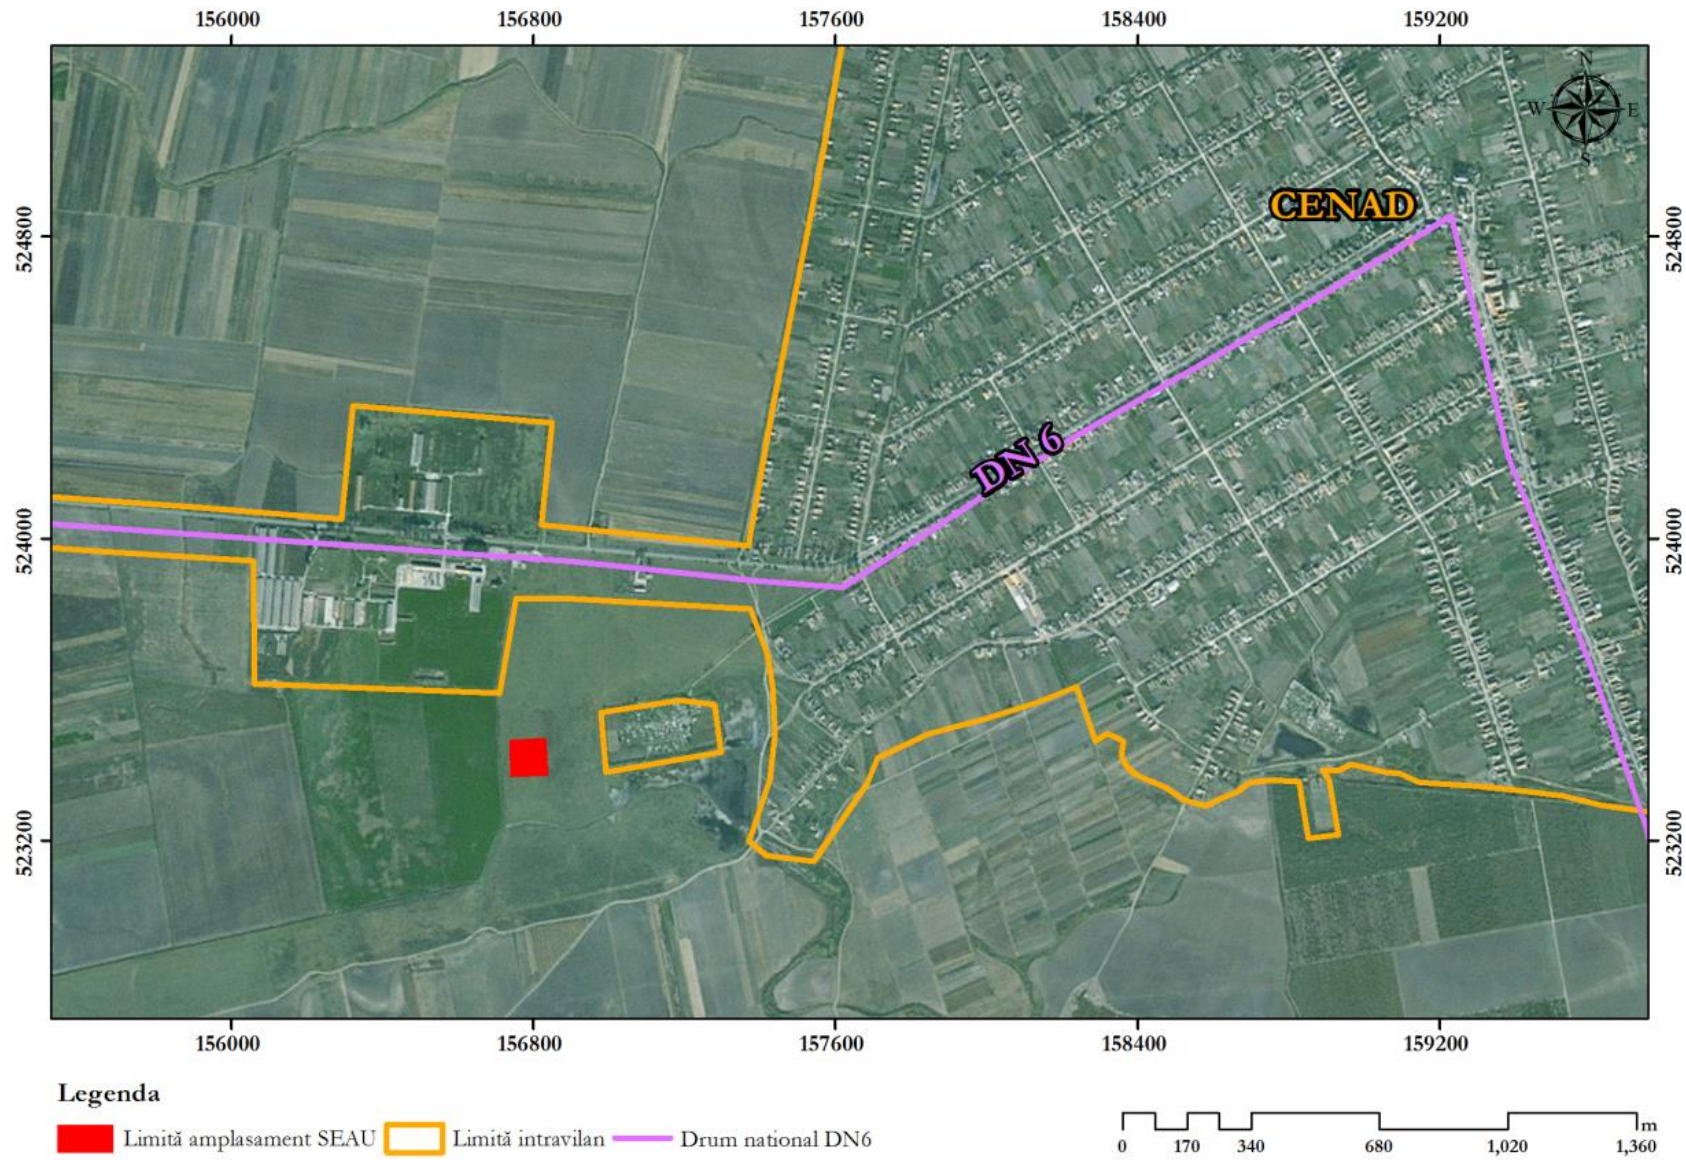 156000 156800 157600 158400 159200
N
W E
S
CENAD
524800 524800
DN 6
524000 524000
523200 523200
156000 156800 157600 158400 159200
Legenda
Limită amplasament SEAU Limită intravilan Drum national DN6
m
0 170 340 680 1,020 1,360